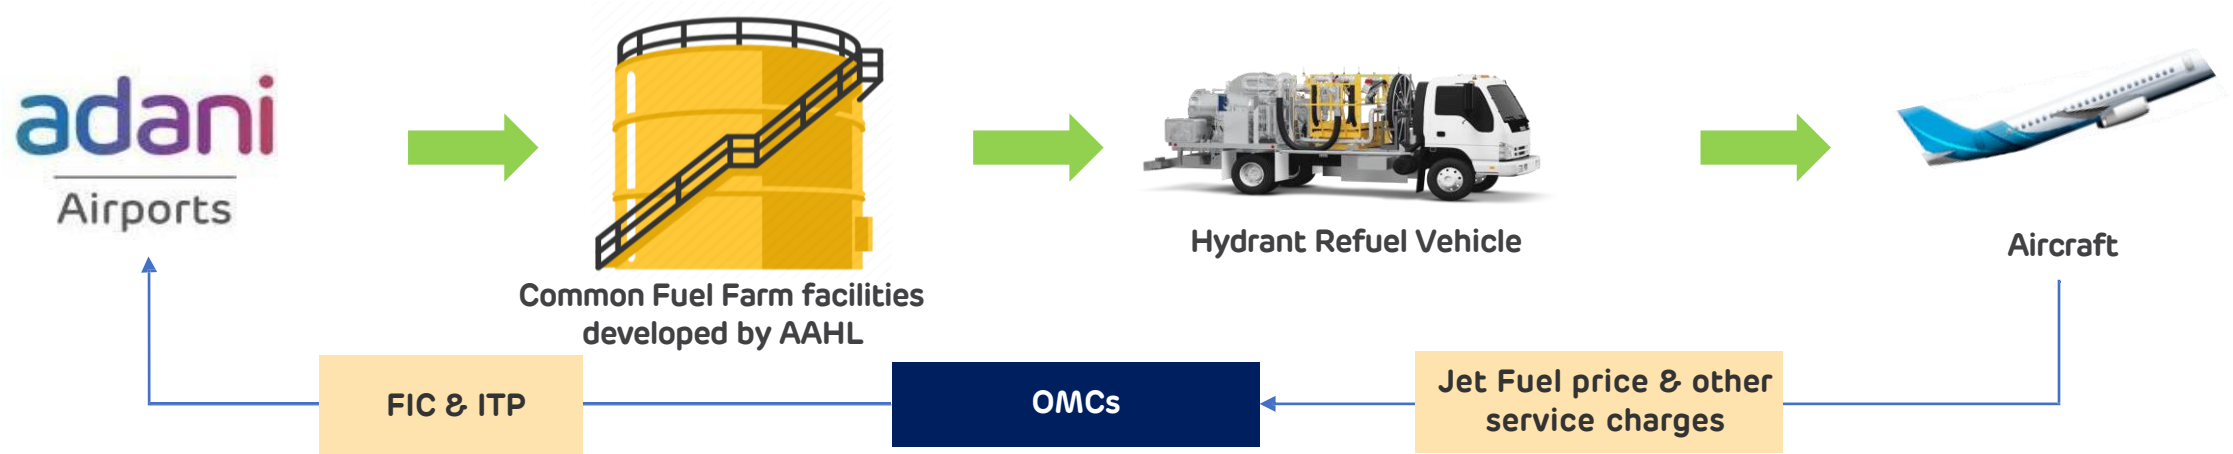 adani
Airports
Hydrant Refuel Vehicle
Aircraft
Common Fuel Farm facilities
developed by AAHL
FIC & ITP
OMCs
Jet Fuel price & other
service charges